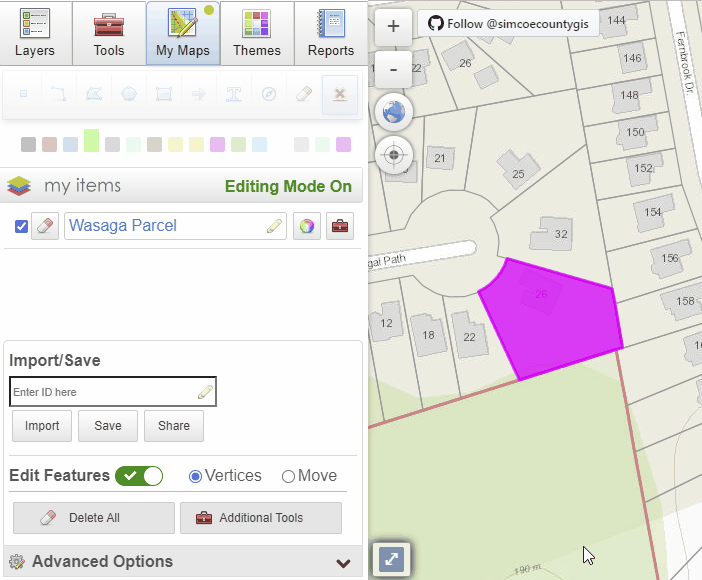 Layers
Tools
My Maps
Themes
Reports
my items
Editing Mode On
Wasaga Parcel
Import/Save
Enter ID here
Import
Save
Share
Edit Features
Vertices
Move
Delete All
Additional Tools
Advanced Options
+
Follow @simcoecountygis
-
144
146
148
150
152
154
156
158
Fernbrook Dr.
22
26
21
25
32
26
gal Path
12
18
22
190 m